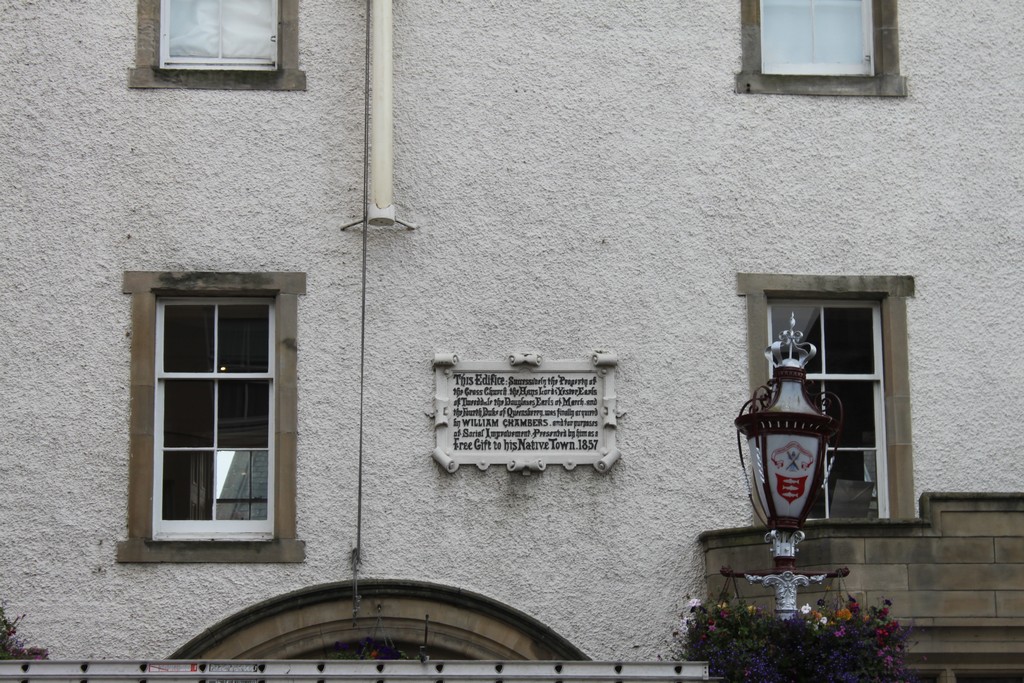 This Edifice: Successively the Property of
the Cross Church, the Hays Lords Yester Earls
of Tweeddale the Douglases, Earls of March and
the Fourth Duke of Queensberry, was finally acquired
by WILLIAM CHAMBERS. and for purposes
of Social Improvement Presented by him as a
Free Gift to his Native Town. 1857